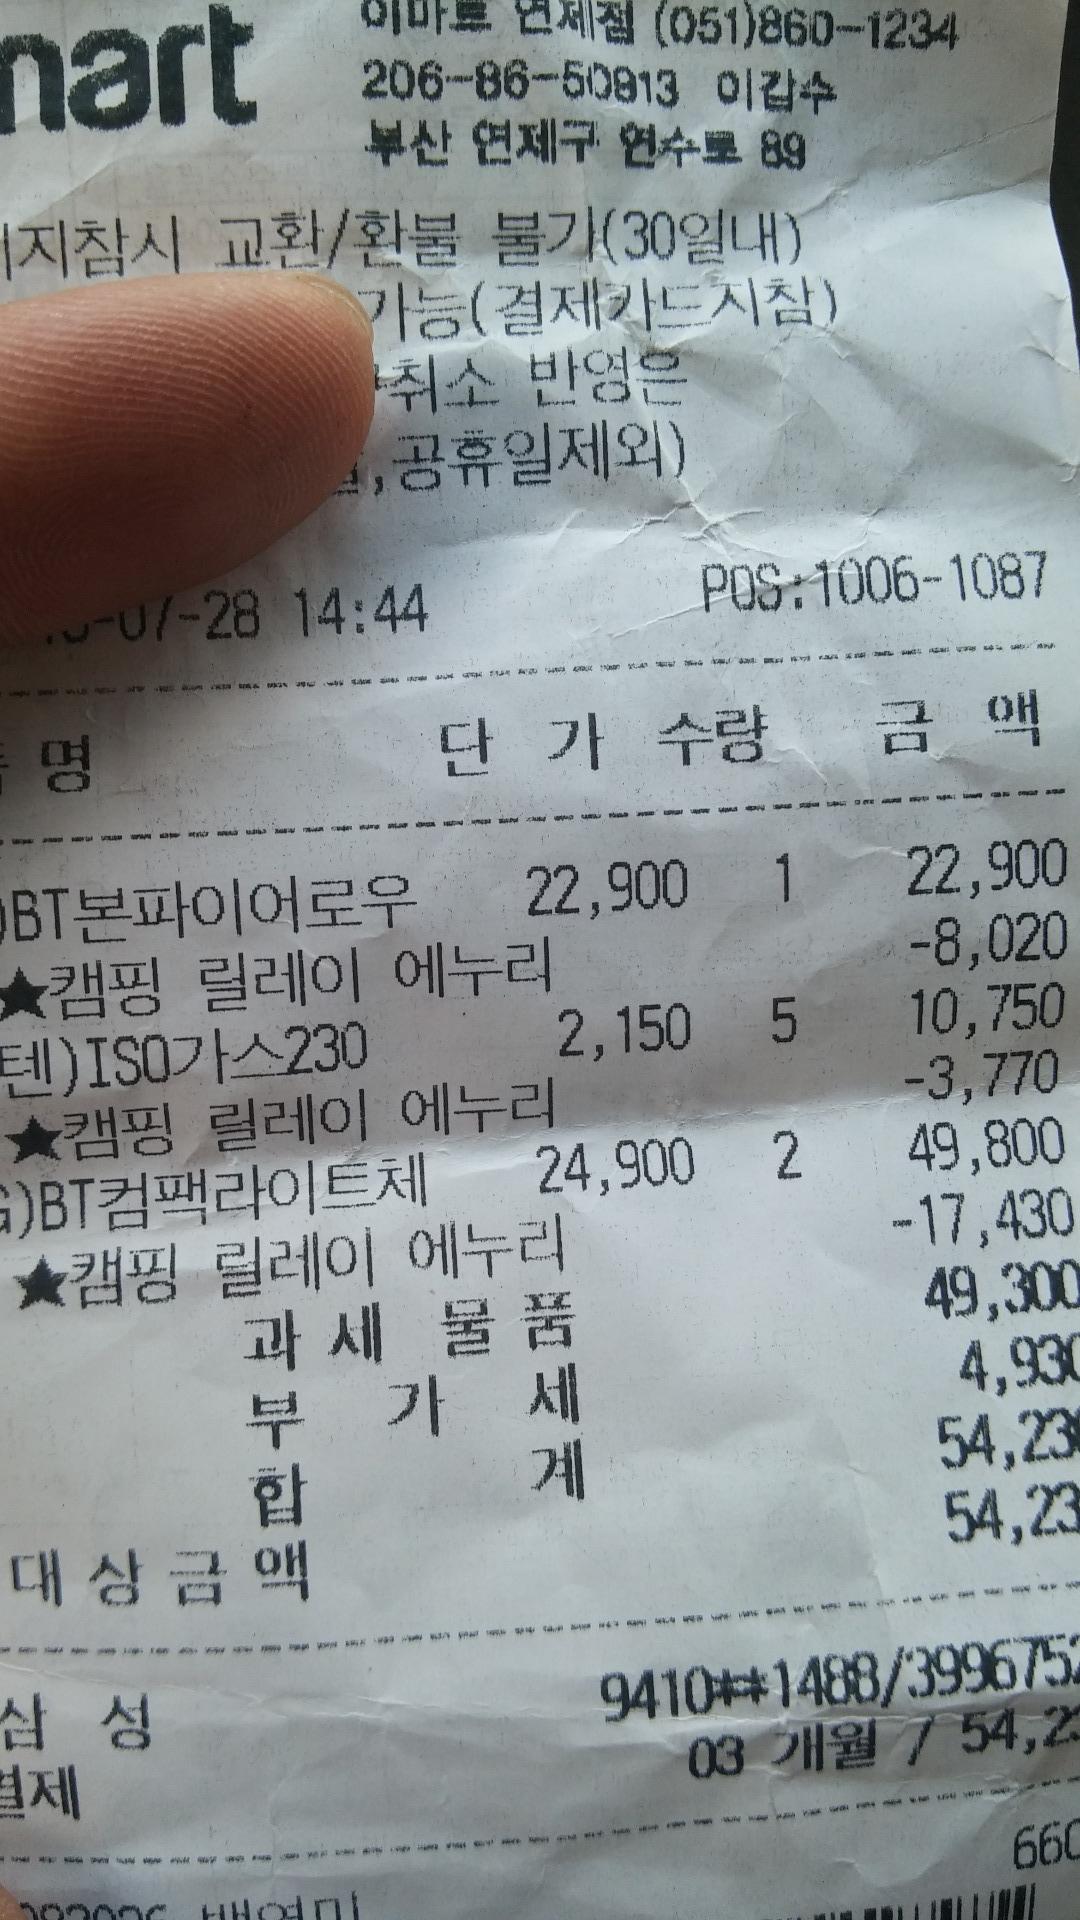 mart
이마트 연제점 (051)860-1234
206-86-50913 이갑수
부산 연제구 연수로 89
지참시 교환/환불 불가(30일내)
가능(결제카드지참)
취소 반영은
,공휴일제외)
-07-28 14:44 POS:1006-1087
명 단 가 수량 금 액
)BT본파이어로우 22,900 1 22,900
★캠핑 릴레이 에누리 -8,020
텐)ISO가스230 2,150 5 10,750
★캠핑 릴레이 에누리 -3,770
G)BT컴팩라이트체 24,900 2 49,800
★캠핑 릴레이 에누리 -17,430
과 세 물 품 49,300
부 가 세 4,930
합 계 54,230
대 상 금 액 54,23
삼 성 9410**1488/3996752
결제 03 개월 / 54,23
660